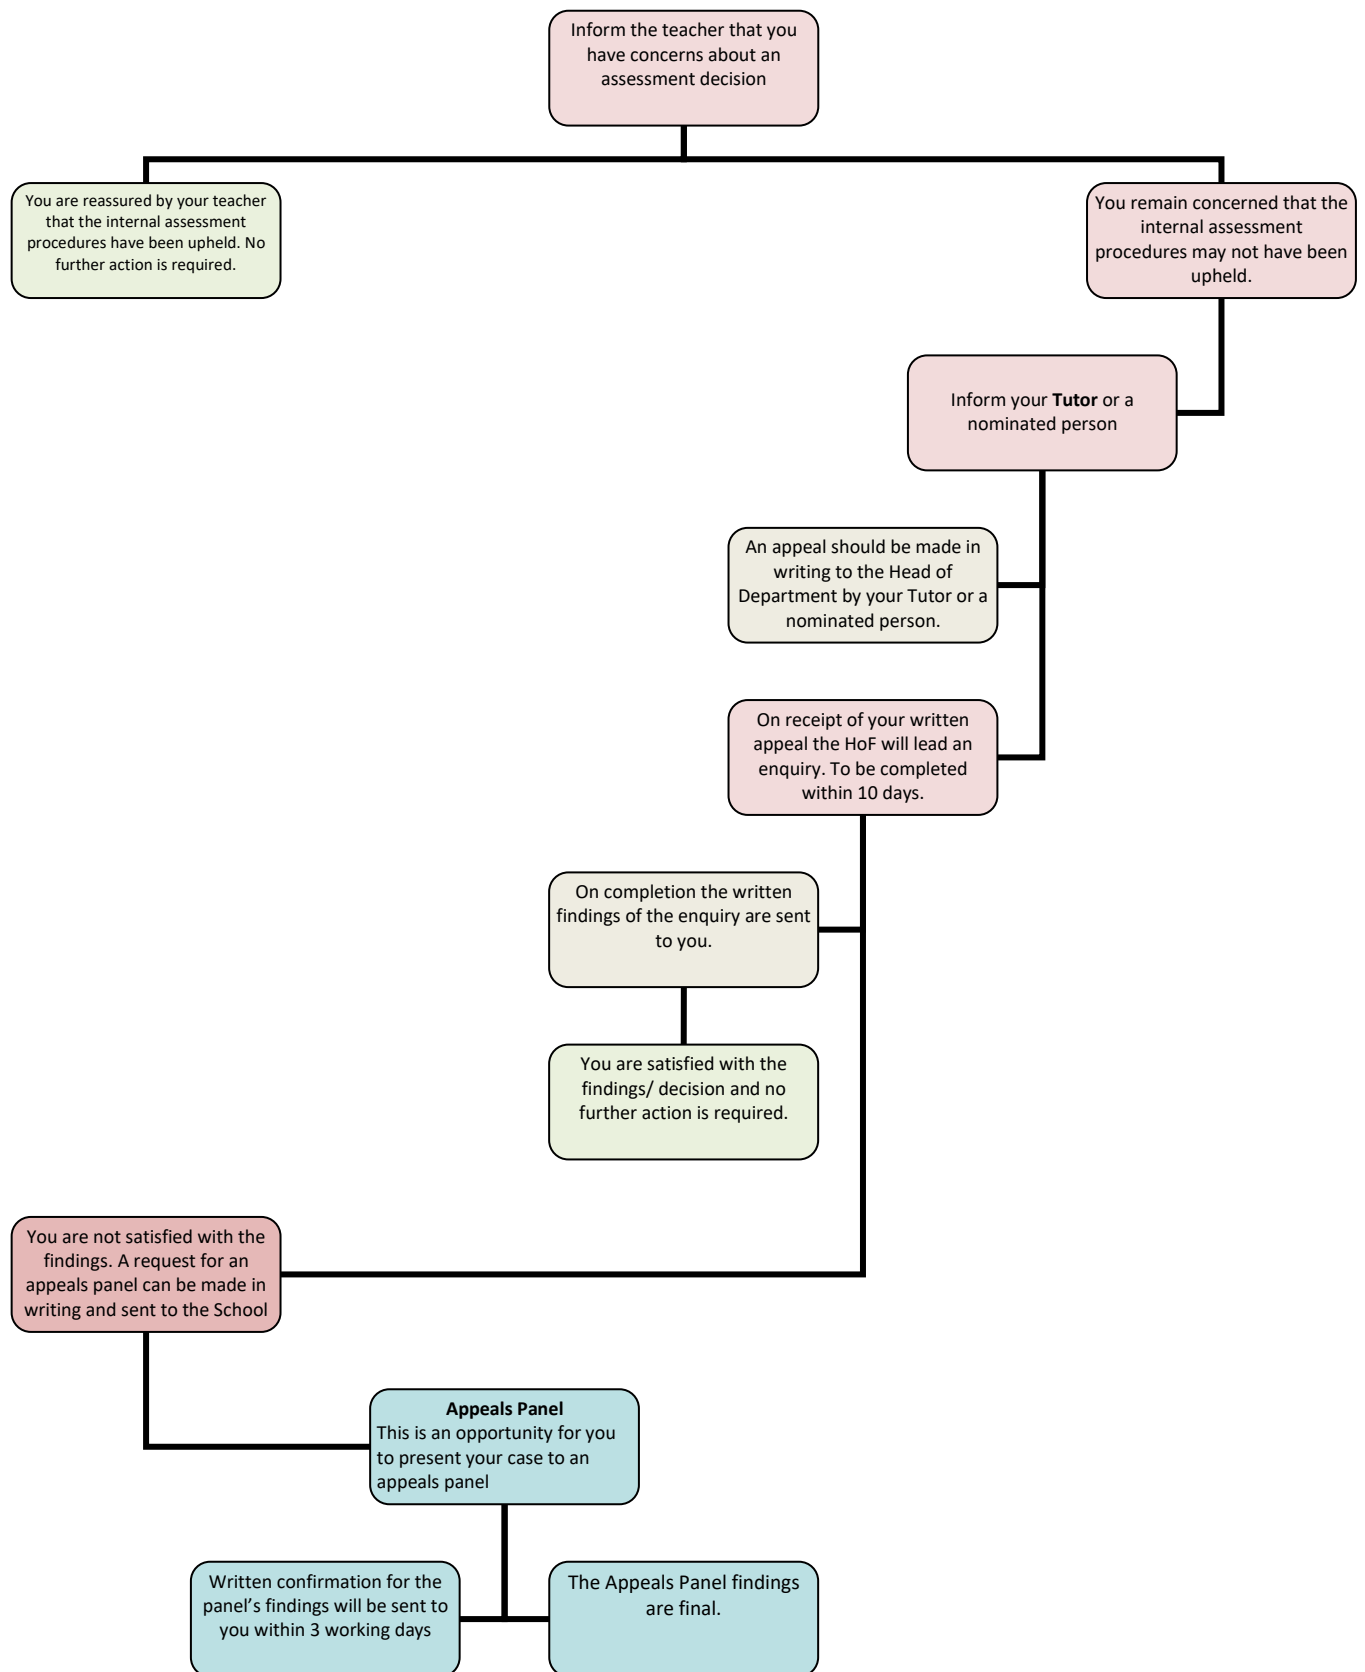 Inform the teacher that you
have concerns about an
assessment decision
You are reassured by your teacher
that the internal assessment
procedures have been upheld. No
further action is required.
You remain concerned that the
internal assessment
procedures may not have been
upheld.
Inform your Tutor or a
nominated person
An appeal should be made in
writing to the Head of
Department by your Tutor or a
nominated person.
On receipt of your written
appeal the HoF will lead an
enquiry. To be completed
within 10 days.
On completion the written
findings of the enquiry are sent
to you.
You are satisfied with the
findings/ decision and no
further action is required.
You are not satisfied with the
findings. A request for an
appeals panel can be made in
writing and sent to the School
Appeals Panel
This is an opportunity for you
to present your case to an
appeals panel
Written confirmation for the
panel’s findings will be sent to
you within 3 working days
The Appeals Panel findings
are final.